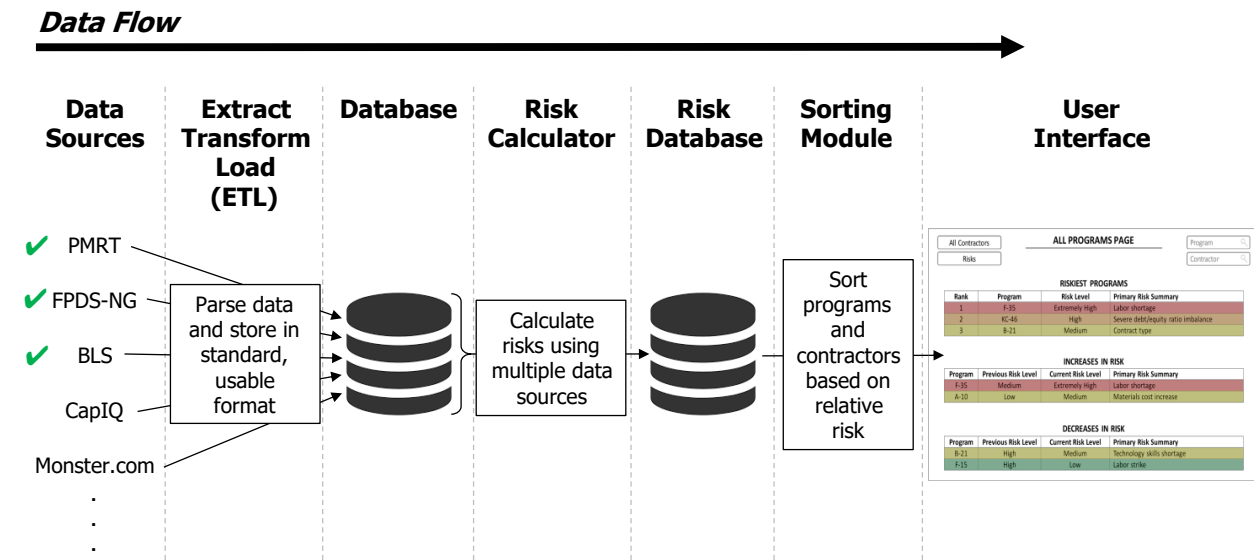 Data Flow
Data
Sources
Extract
Transform
Load
(ETL)
Database
Risk
Calculator
Risk
Database
Sorting
Module
User
Interface
PMRT
FPDS-NG
BLS
CapIQ
Monster.com
.
.
.
Parse data
and store in
standard,
usable
format
Calculate
risks using
multiple data
sources
Sort
programs
and
contractors
based on
relative
risk
All Contractors
Risks
ALL PROGRAMS PAGE
Program
Contractor
RISKIEST PROGRAMS
Rank Program Risk Level Primary Risk Summary
1 F-35 Extremely High Labor shortage
2 KC-46 High Severe debt/equity ratio imbalance
3 B-21 Medium Contract type
INCREASES IN RISK
Program Previous Risk Level Current Risk Level Primary Risk Summary
F-35 Medium Extremely High Labor shortage
A-10 Low Medium Materials cost increase
DECREASES IN RISK
Program Previous Risk Level Current Risk Level Primary Risk Summary
B-21 High Medium Technology skills shortage
F-15 High Low Labor strike